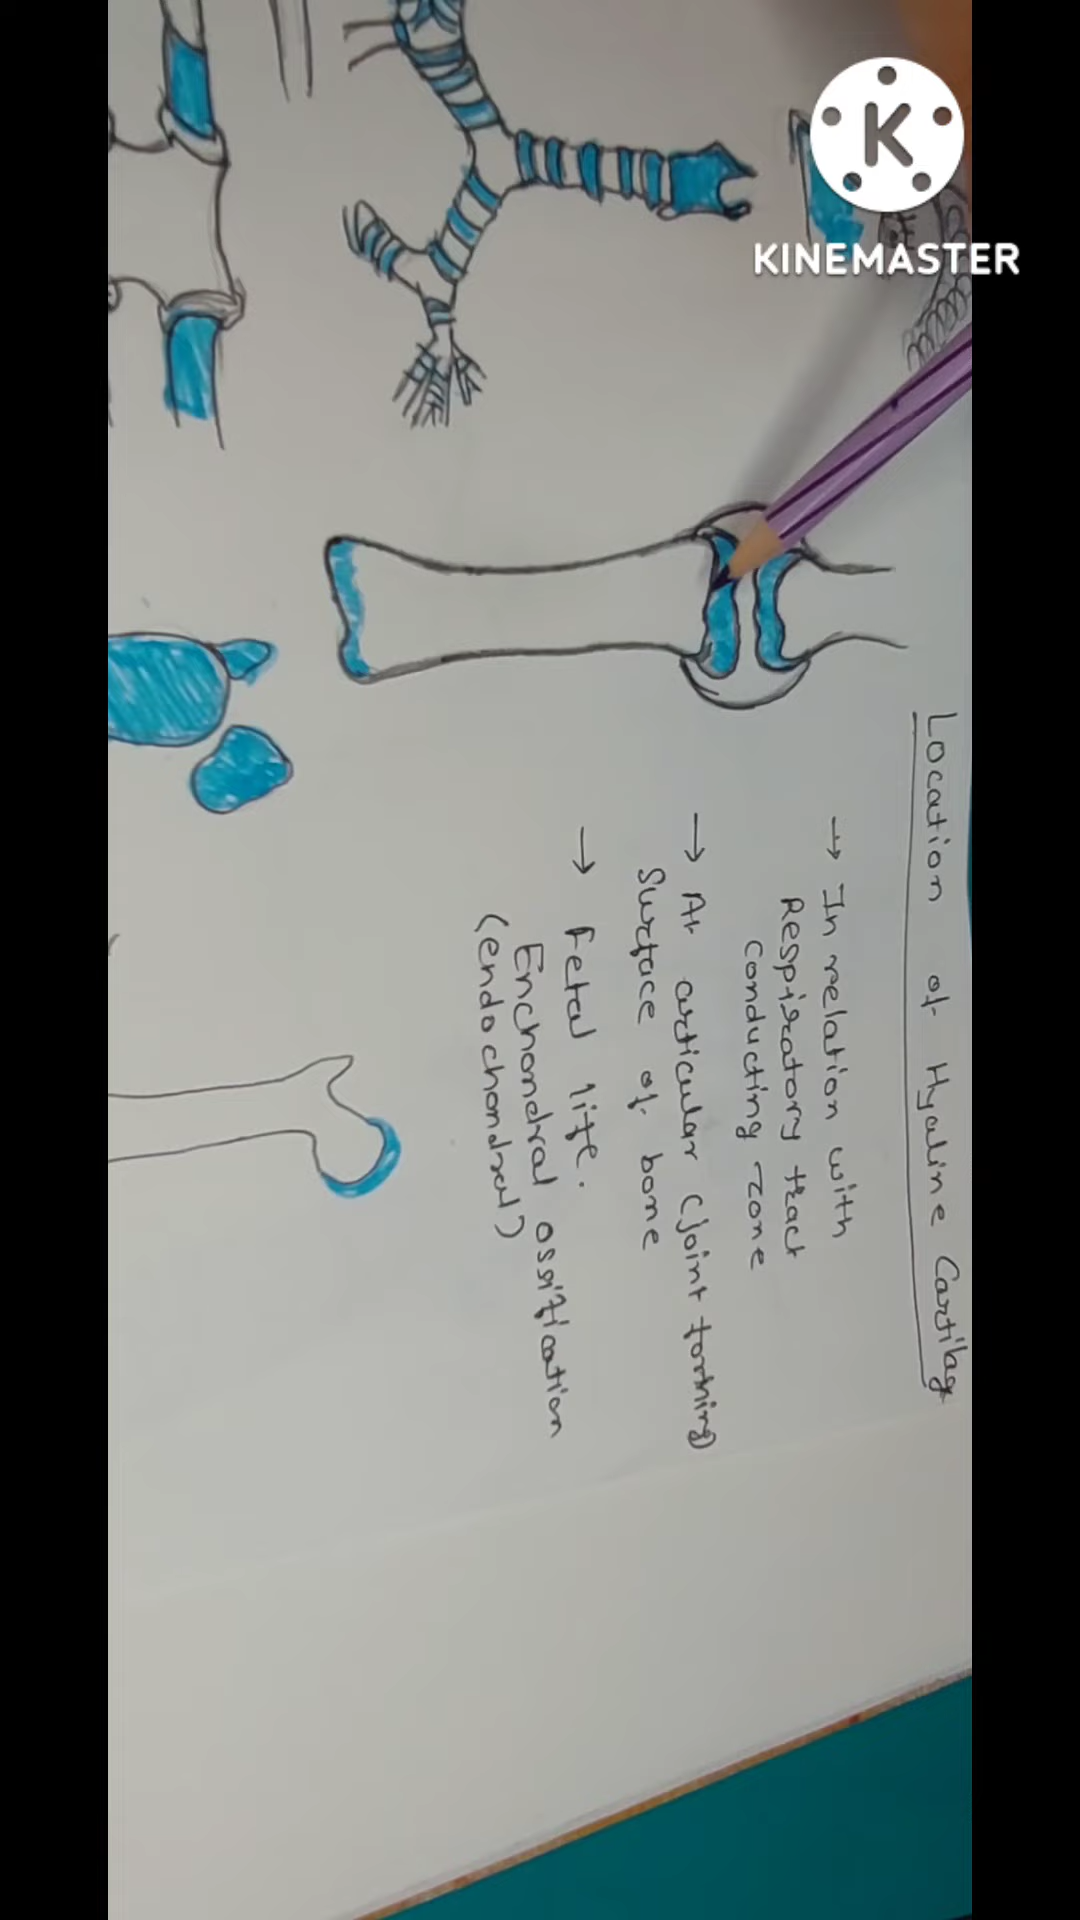 Location of Hyaline Cartilage
→ In relation with
Respiratory tract
conducting zone
→ At articular (joint forming)
Surface of bone
→ Fetal life.
Enchondral ossification
(endochondral)
K
KINEMASTER